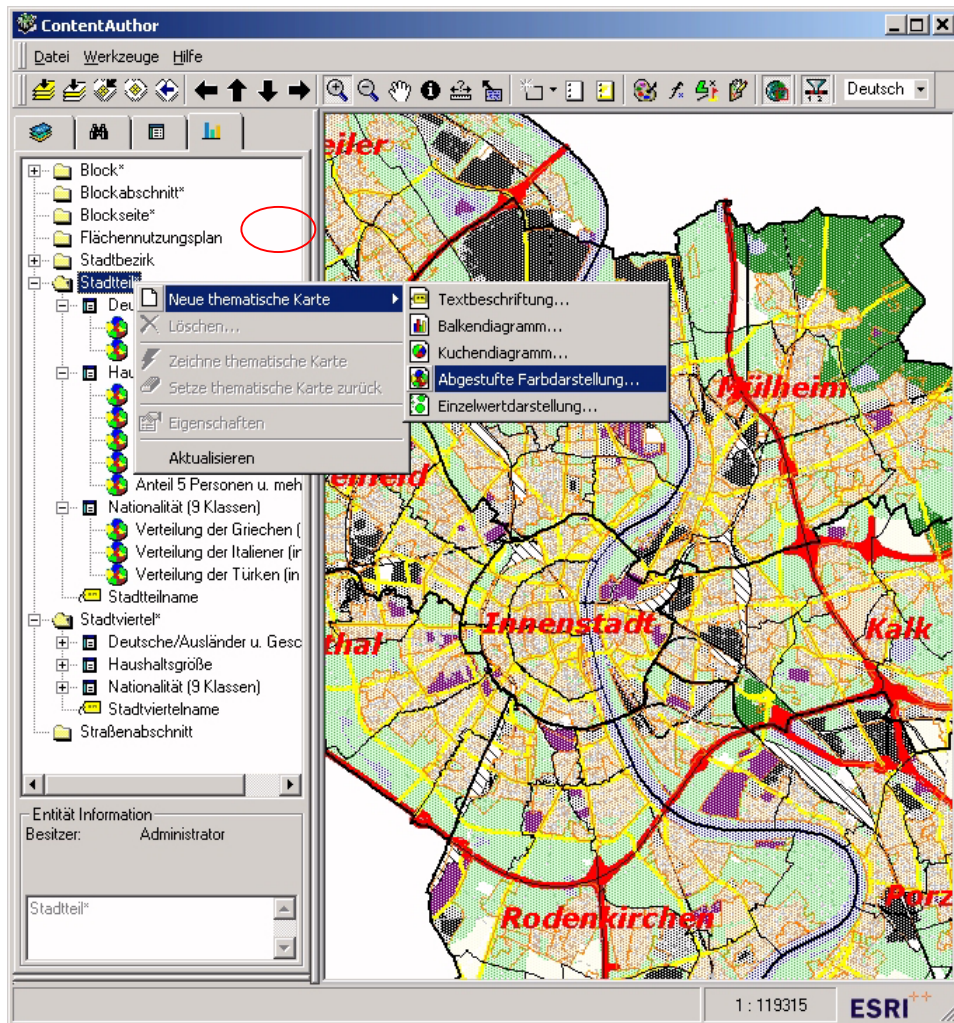 ContentAuthor
Datei Werkzeuge Hilfe
Deutsch
Block*
Blockabschnitt*
Blockseite*
Flächennutzungsplan
Stadtbezirk
Stadtteil*
Neue thematische Karte
Löschen...
Zeichne thematische Karte
Setze thematische Karte zurück
Eigenschaften
Aktualisieren
Textbeschriftung...
Balkendiagramm...
Kuchendiagramm...
Abgestufte Farbdarstellung...
Einzelwertdarstellung...
Deu
Hau
Anteil 5 Personen u. meh
Nationalität (9 Klassen)
Verteilung der Griechen (
Verteilung der Italiener (in
Verteilung der Türken (in
Stadtteilname
Stadtviertel*
Deutsche/Ausländer u. Gesc
Haushaltsgröße
Nationalität (9 Klassen)
Stadtviertelname
Straßenabschnitt
Entität Information
Besitzer: Administrator
Stadtteil*
eiler
Mülheim
enfeld
Innenstadt
thal
Kalk
Rodenkirchen
Porz
1 : 119315
ESRI++